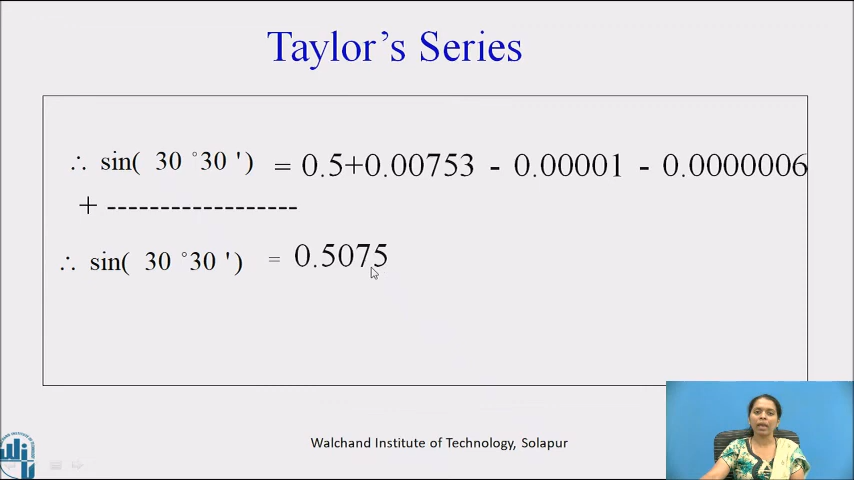 Taylor's Series
∴ sin( 30 °30 ') = 0.5+0.00753 - 0.00001 - 0.0000006
+ ------------------
∴ sin( 30 °30 ') = 0.5075
Walchand Institute of Technology, Solapur